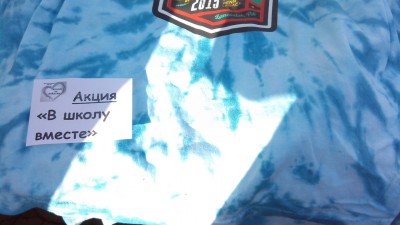 2015
Акция
«В школу
вместе»